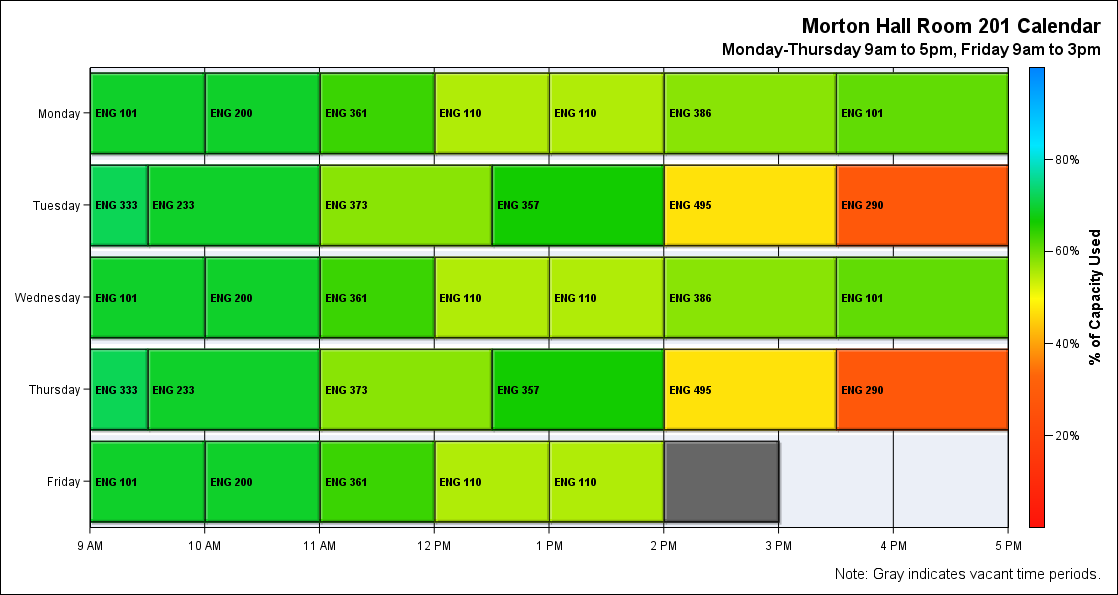 Morton Hall Room 201 Calendar
Monday-Thursday 9am to 5pm, Friday 9am to 3pm
Monday ENG 101 ENG 200 ENG 361 ENG 110 ENG 110 ENG 386 ENG 101
Tuesday ENG 333 ENG 233 ENG 373 ENG 357 ENG 495 ENG 290
Wednesday ENG 101 ENG 200 ENG 361 ENG 110 ENG 110 ENG 386 ENG 101
Thursday ENG 333 ENG 233 ENG 373 ENG 357 ENG 495 ENG 290
Friday ENG 101 ENG 200 ENG 361 ENG 110 ENG 110
9 AM 10 AM 11 AM 12 PM 1 PM 2 PM 3 PM 4 PM 5 PM
80%
60%
40%
20%
% of Capacity Used
Note: Gray indicates vacant time periods.